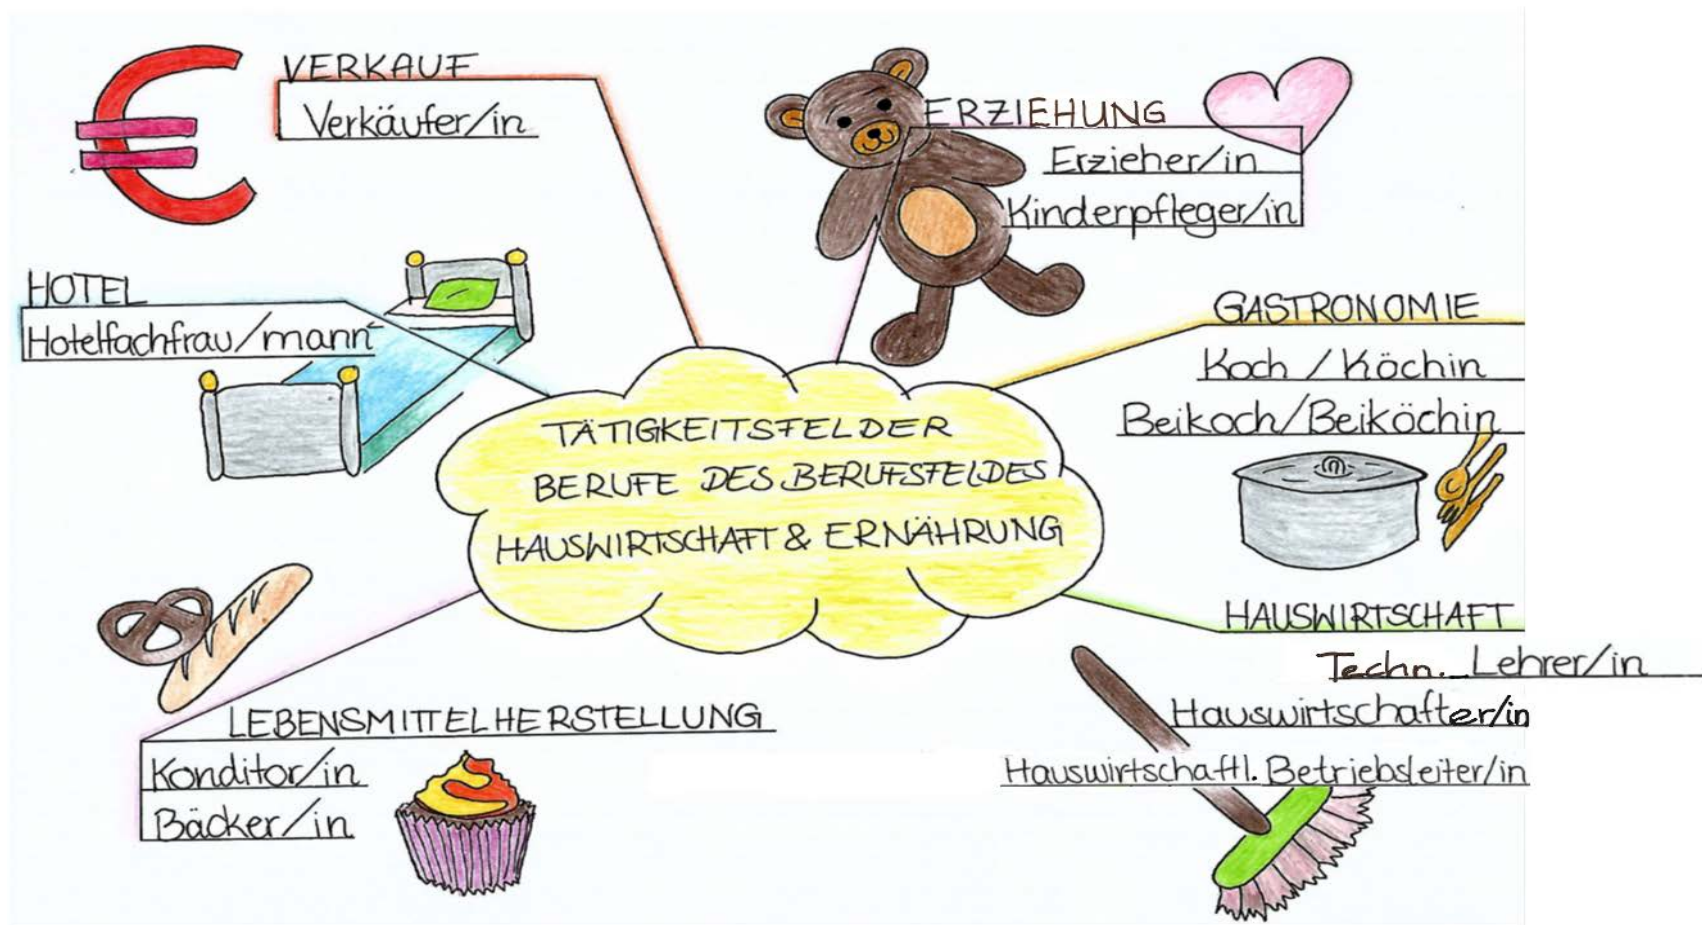 VERKAUF
Verkäufer/in
ERZIEHUNG
Erzieher/in
Kinderpfleger/in
HOTEL
Hotelfachfrau/mann
GASTRONOMIE
Koch / Köchin
Beikoch/Beiköchin
TÄTIGKEITSFELDER
BERUFE DES BERUFSFELDES
HAUSWIRTSCHAFT & ERNÄHRUNG
HAUSWIRTSCHAFT
Techn. Lehrer/in
Hauswirtschafter/in
Hauswirtschaftl. Betriebsleiter/in
LEBENSMITTELHERSTELLUNG
Konditor/in
Bäcker/in